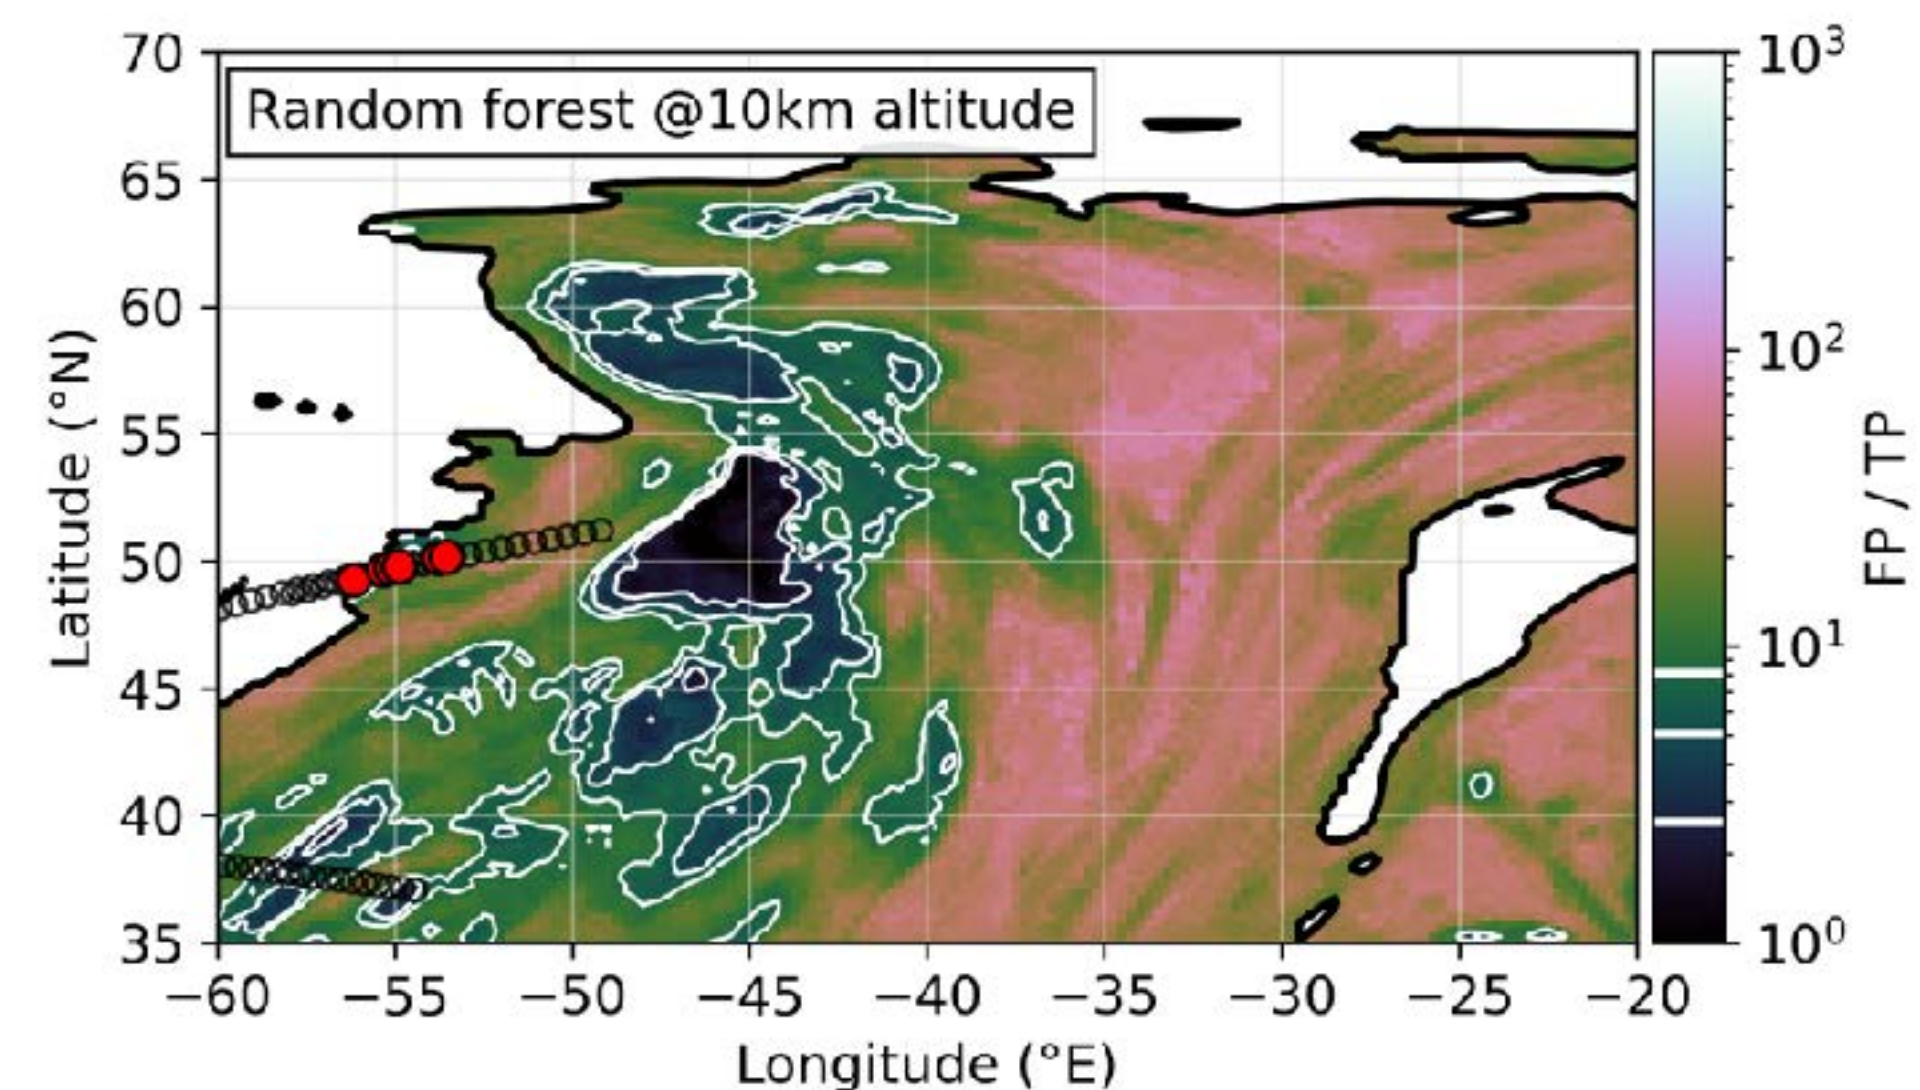 Random forest @10km altitude
70
65
60
55
50
45
40
35
Latitude (°N)
−60 −55 −50 −45 −40 −35 −30 −25 −20
Longitude (°E)
10³
10²
10¹
10⁰
FP / TP